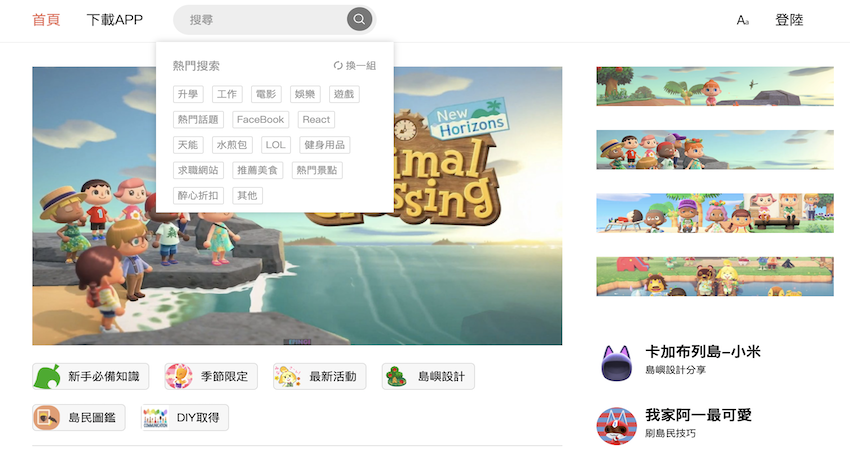 首頁 下載APP 搜尋 Aa 登陸
熱門搜索 換一組
升學 工作 電影 娛樂 遊戲
熱門話題 FaceBook React
天能 水煎包 LOL 健身用品
求職網站 推薦美食 熱門景點
醉心折扣 其他
New
Horizons
imal
ssing
新手必備知識 季節限定 最新活動 島嶼設計
島民圖鑑 DIY取得
卡加布列島–小米
島嶼設計分享
我家阿一最可愛
刷島民技巧